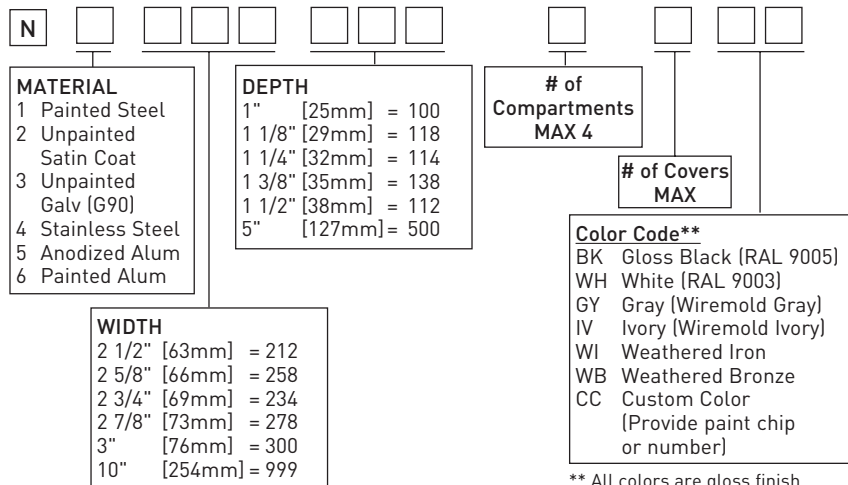 N
MATERIAL
1 Painted Steel
2 Unpainted
Satin Coat
3 Unpainted
Galv (G90)
4 Stainless Steel
5 Anodized Alum
6 Painted Alum
WIDTH
2 1/2" [63mm] = 212
2 5/8" [66mm] = 258
2 3/4" [69mm] = 234
2 7/8" [73mm] = 278
3" [76mm] = 300
10" [254mm] = 999
DEPTH
1" [25mm] = 100
1 1/8" [29mm] = 118
1 1/4" [32mm] = 114
1 3/8" [35mm] = 138
1 1/2" [38mm] = 112
5" [127mm] = 500
# of
Compartments
MAX 4
# of Covers
MAX
Color Code**
BK Gloss Black (RAL 9005)
WH White (RAL 9003)
GY Gray (Wiremold Gray)
IV Ivory (Wiremold Ivory)
WI Weathered Iron
WB Weathered Bronze
CC Custom Color
(Provide paint chip
or number)
** All colors are gloss finish